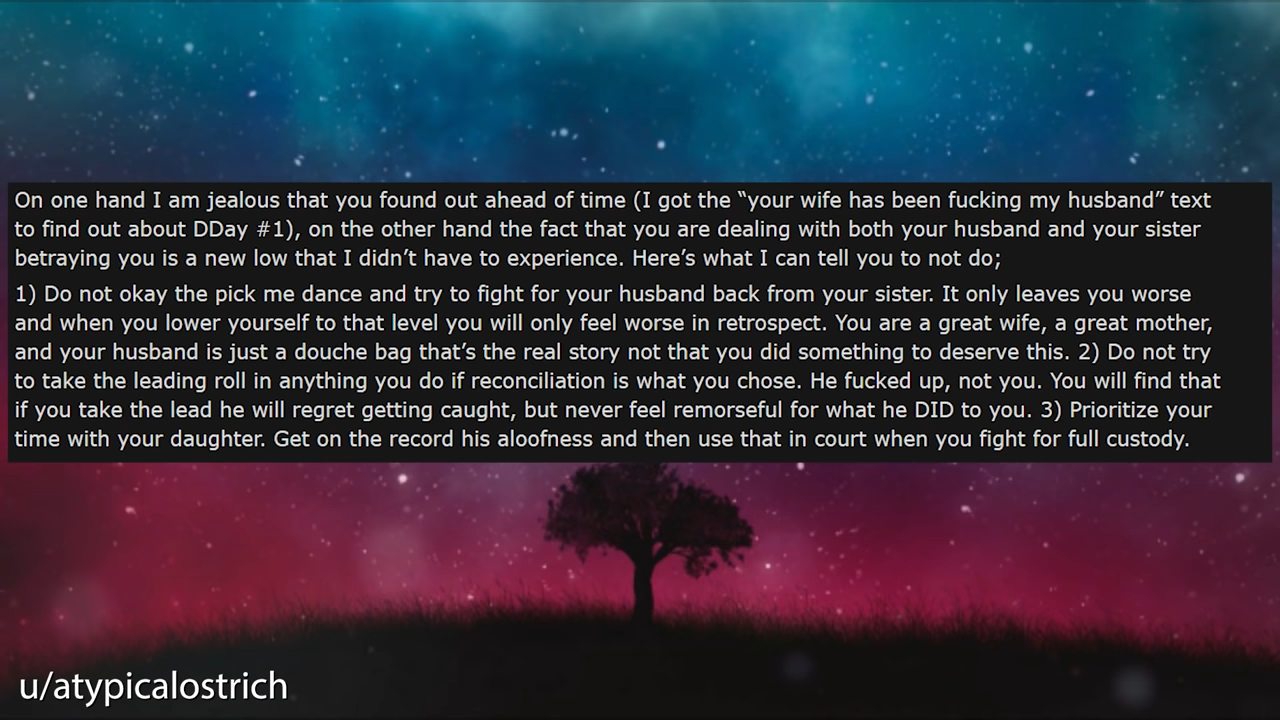 On one hand I am jealous that you found out ahead of time (I got the “your wife has been fucking my husband” text
to find out about DDay #1), on the other hand the fact that you are dealing with both your husband and your sister
betraying you is a new low that I didn’t have to experience. Here’s what I can tell you to not do;
1) Do not okay the pick me dance and try to fight for your husband back from your sister. It only leaves you worse
and when you lower yourself to that level you will only feel worse in retrospect. You are a great wife, a great mother,
and your husband is just a douche bag that’s the real story not that you did something to deserve this. 2) Do not try
to take the leading roll in anything you do if reconciliation is what you chose. He fucked up, not you. You will find that
if you take the lead he will regret getting caught, but never feel remorseful for what he DID to you. 3) Prioritize your
time with your daughter. Get on the record his aloofness and then use that in court when you fight for full custody.
u/atypicalostrich